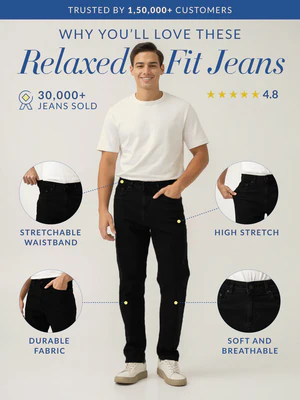 TRUSTED BY 1,50,000+ CUSTOMERS
WHY YOU'LL LOVE THESE
Relaxed Fit Jeans
30,000+
JEANS SOLD
★★★★★ 4.8
STRETCHABLE
WAISTBAND
HIGH STRETCH
DURABLE
FABRIC
SOFT AND
BREATHABLE